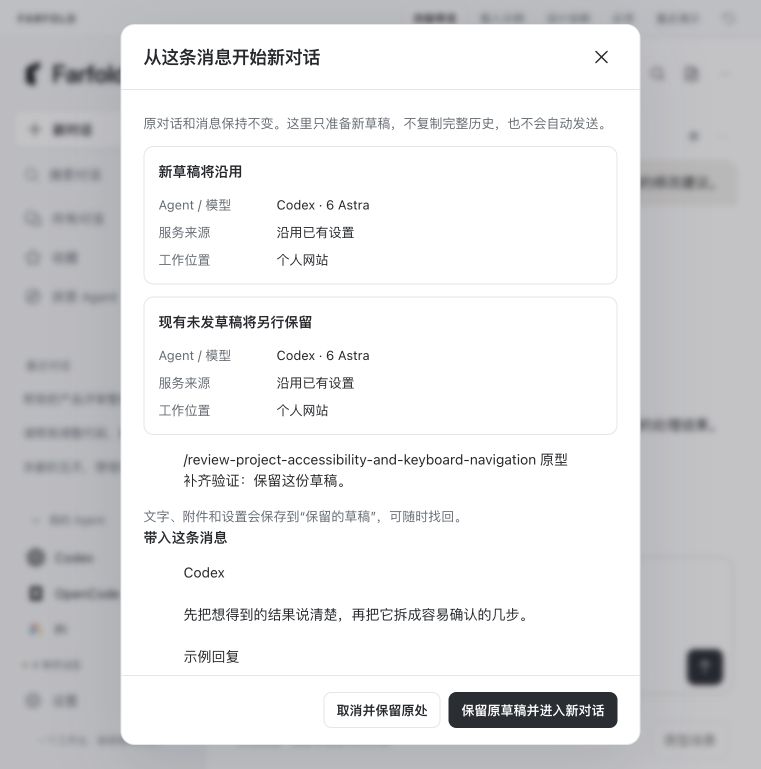 FARFOLD
从这条消息开始新对话
Farfold
新对话
原对话和消息保持不变。这里只准备新草稿，不复制完整历史，也不会自动发送。
新草稿将沿用
Agent / 模型 Codex · 6 Astra
服务来源 沿用已有设置
工作位置 个人网站
现有未发草稿将另行保留
Agent / 模型 Codex · 6 Astra
服务来源 沿用已有设置
工作位置 个人网站
/review-project-accessibility-and-keyboard-navigation 原型
补齐验证：保留这份草稿。
文字、附件和设置会保存到“保留的草稿”，可随时找回。
带入这条消息
Codex
先把想得到的结果说清楚，再把它拆成容易确认的几步。
示例回复
Codex
OpenCode
取消并保留原处
保留原草稿并进入新对话